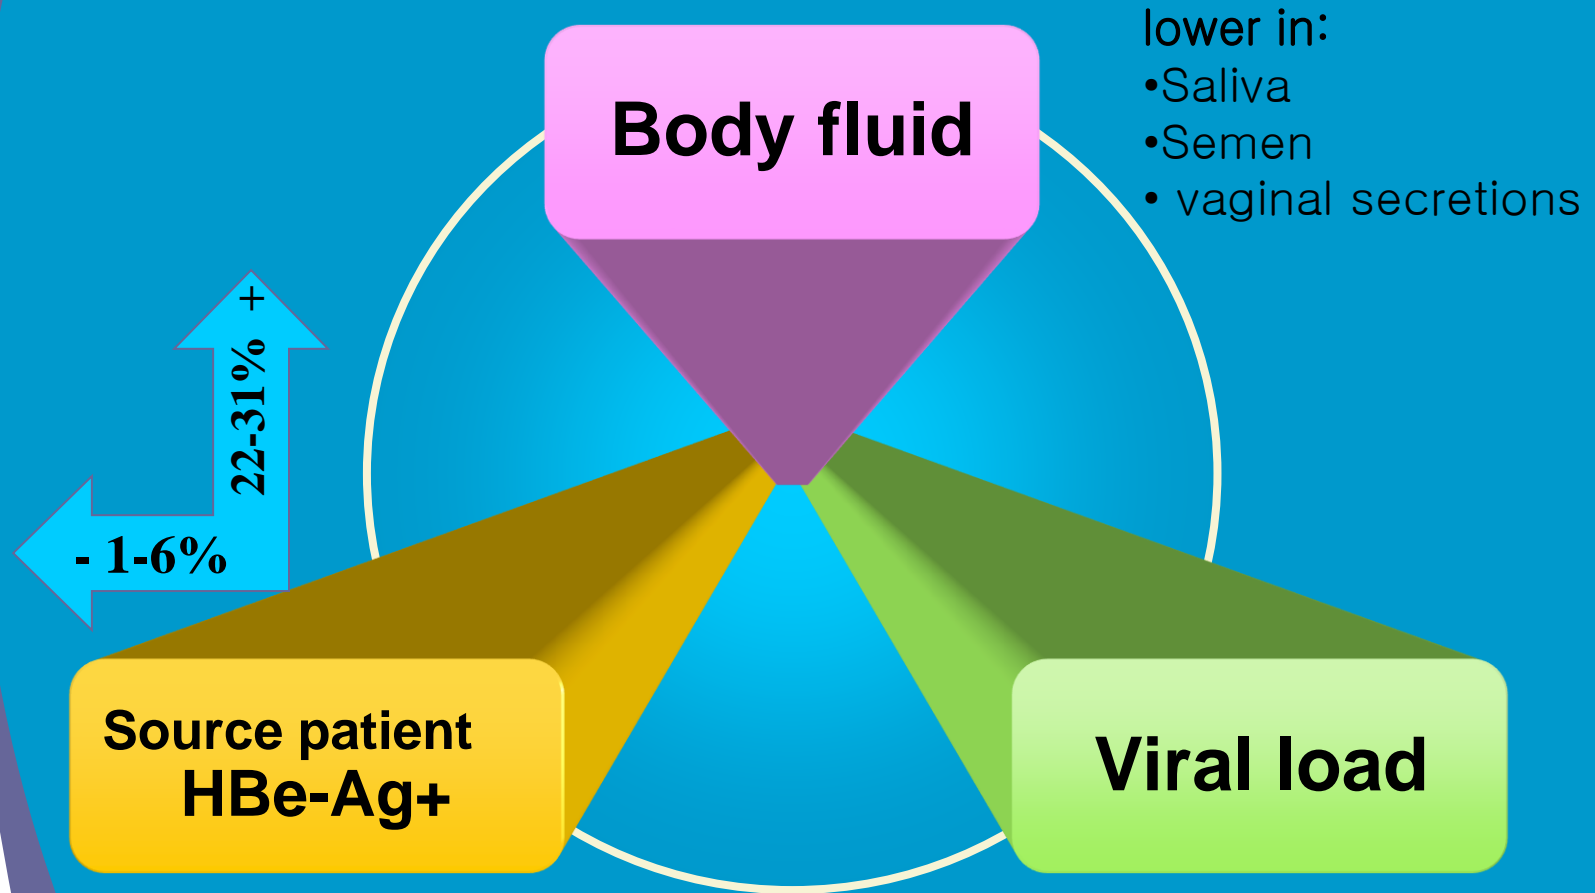 lower in:
•Saliva
•Semen
• vaginal secretions
Body fluid
22-31% +
- 1-6%
Source patient
HBe-Ag+
Viral load